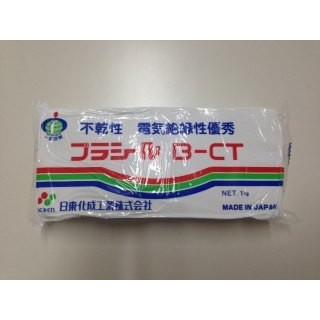 不乾性 電気絶縁性優秀
プラシール B-CT
NET. 1kg
日東化成工業株式会社
MADE IN JAPAN